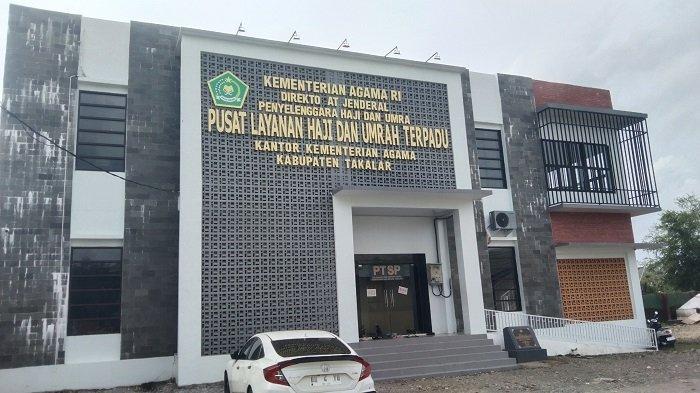 KEMENTERIAN AGAMA RI
DIREKTO AT JENDERAL
PENYELENGGARA HAJI DAN UMRA
PUSAT LAYANAN HAJI DAN UMRAH TERPADU
KANTOR KEMENTERIAN AGAMA
KABUPATEN TAKALAR
PTSP